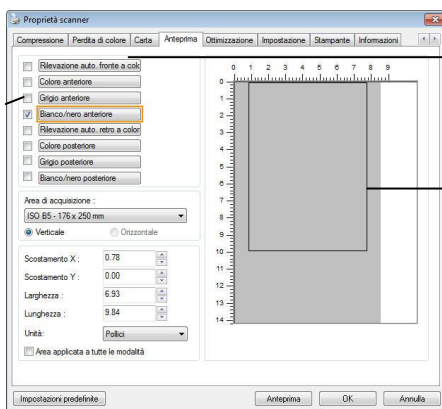 Proprietà scanner
Compressione Perdita di colore Carta Anteprima Ottimizzazione Impostazione Stampante Informazioni
Rilevazione auto. fronte a colo
Colore anteriore
Grigio anteriore
Bianco/nero anteriore
Rilevazione auto. retro a color
Colore posteriore
Grigio posteriore
Bianco/nero posteriore
Area di acquisizione :
ISO B5 - 176 x 250 mm
Verticale Orizzontale
Scostamento X : 0.78
Scostamento Y : 0.00
Larghezza : 6.93
Lunghezza : 9.84
Unità: Pollici
Area applicata a tutte le modalità
0 1 2 3 4 5 6 7 8 9
0
1
2
3
4
5
6
7
8
9
10
11
12
13
14
Impostazioni predefinite Anteprima OK Annulla